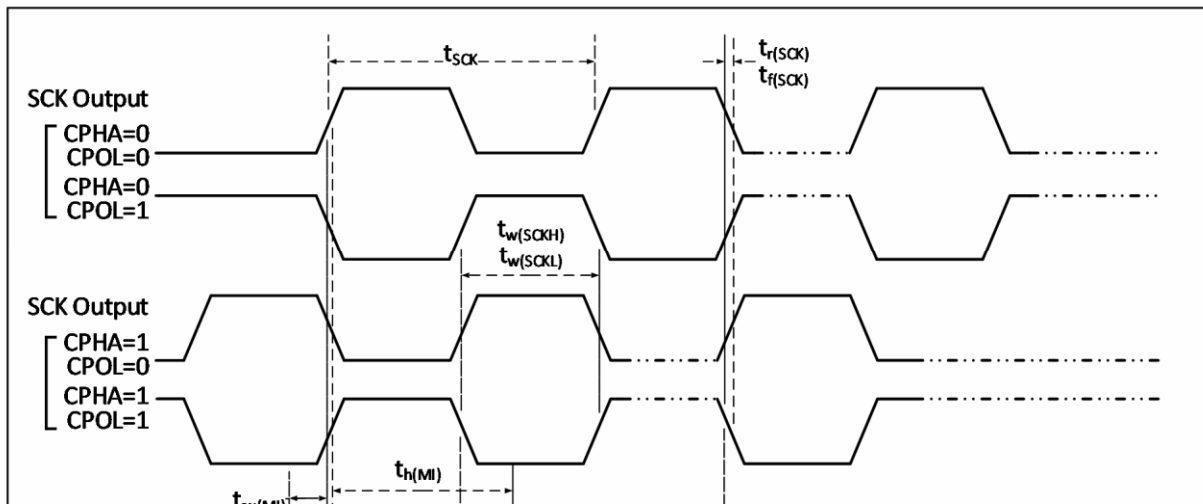 tSCK
tr(SCK)
tf(SCK)
SCK Output
CPHA=0
CPOL=0
CPHA=0
CPOL=1
tw(SCKH)
tw(SCKL)
SCK Output
CPHA=1
CPOL=0
CPHA=1
CPOL=1
th(MI)